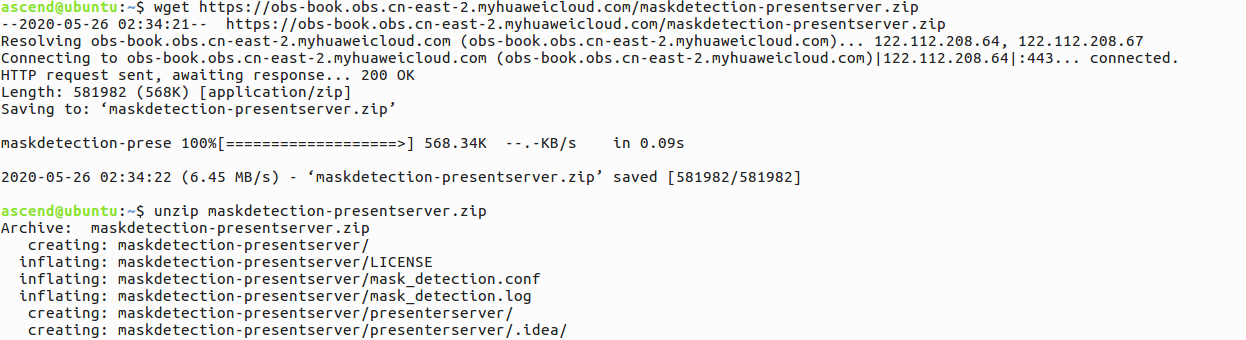 ascend@ubuntu:~$ wget https://obs-book.obs.cn-east-2.myhuaweicloud.com/maskdetection-presentserver.zip
--2020-05-26 02:34:21--  https://obs-book.obs.cn-east-2.myhuaweicloud.com/maskdetection-presentserver.zip
Resolving obs-book.obs.cn-east-2.myhuaweicloud.com (obs-book.obs.cn-east-2.myhuaweicloud.com)... 122.112.208.64, 122.112.208.67
Connecting to obs-book.obs.cn-east-2.myhuaweicloud.com (obs-book.obs.cn-east-2.myhuaweicloud.com)|122.112.208.64|:443... connected.
HTTP request sent, awaiting response... 200 OK
Length: 581982 (568K) [application/zip]
Saving to: ‘maskdetection-presentserver.zip’
maskdetection-prese 100%[===================>] 568.34K  --.-KB/s    in 0.09s
2020-05-26 02:34:22 (6.45 MB/s) - ‘maskdetection-presentserver.zip’ saved [581982/581982]
ascend@ubuntu:~$ unzip maskdetection-presentserver.zip
Archive:  maskdetection-presentserver.zip
   creating: maskdetection-presentserver/
  inflating: maskdetection-presentserver/LICENSE
  inflating: maskdetection-presentserver/mask_detection.conf
  inflating: maskdetection-presentserver/mask_detection.log
   creating: maskdetection-presentserver/presenterserver/
   creating: maskdetection-presentserver/presenterserver/.idea/